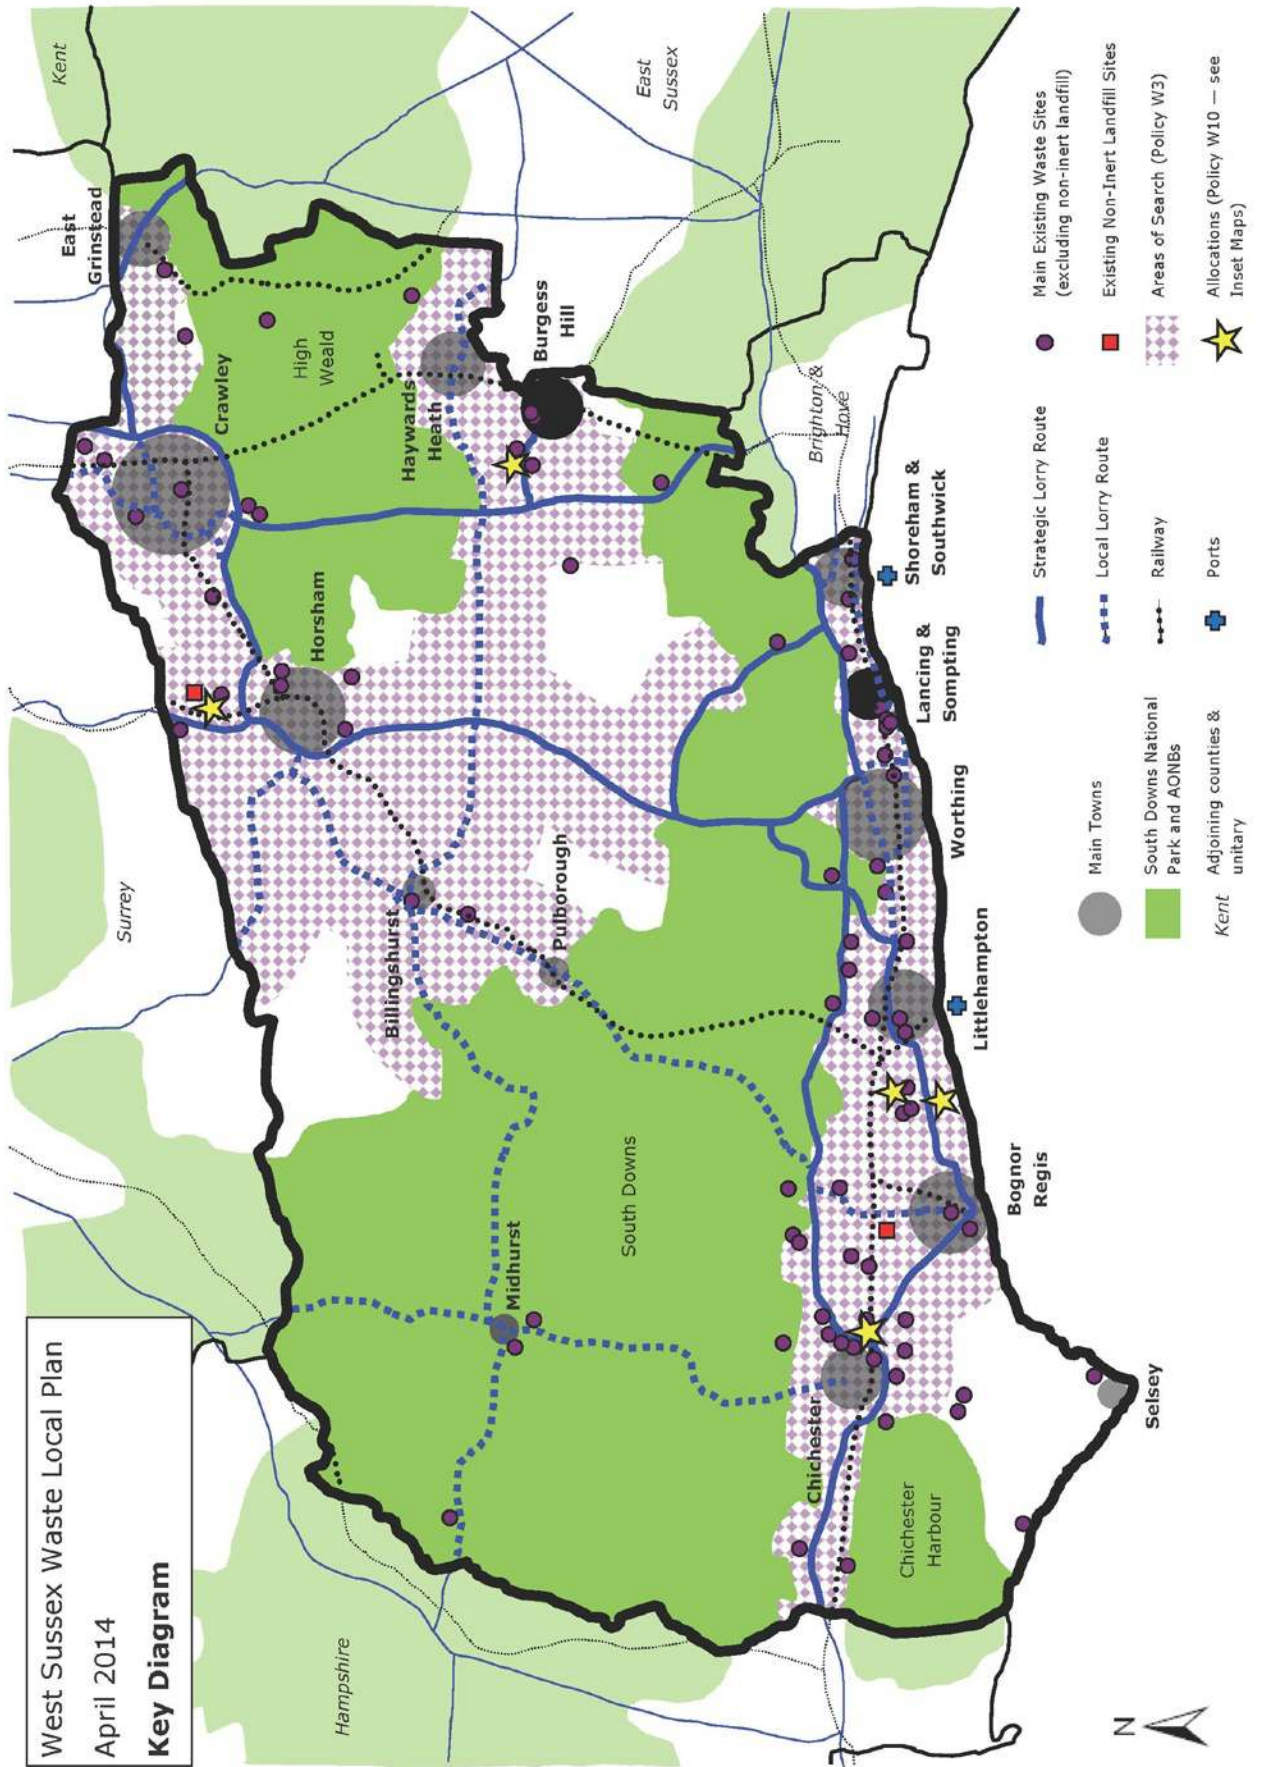 West Sussex Waste Local Plan
April 2014
Key Diagram
Hampshire
Surrey
Kent
East
Sussex
Brighton &
Hove
East
Grinstead
Crawley
High
Weald
Haywards
Heath
Burgess
Hill
Horsham
Billingshurst
Pulborough
Midhurst
South Downs
Shoreham &
Southwick
Lancing &
Sompting
Worthing
Littlehampton
Bognor
Regis
Chichester
Chichester
Harbour
Selsey
N
Main Towns
South Downs National
Park and AONBs
Kent
Adjoining counties &
unitary
Strategic Lorry Route
Local Lorry Route
Railway
Ports
Main Existing Waste Sites
(excluding non-inert landfill)
Existing Non-Inert Landfill Sites
Areas of Search (Policy W3)
Allocations (Policy W10 — see
Inset Maps)